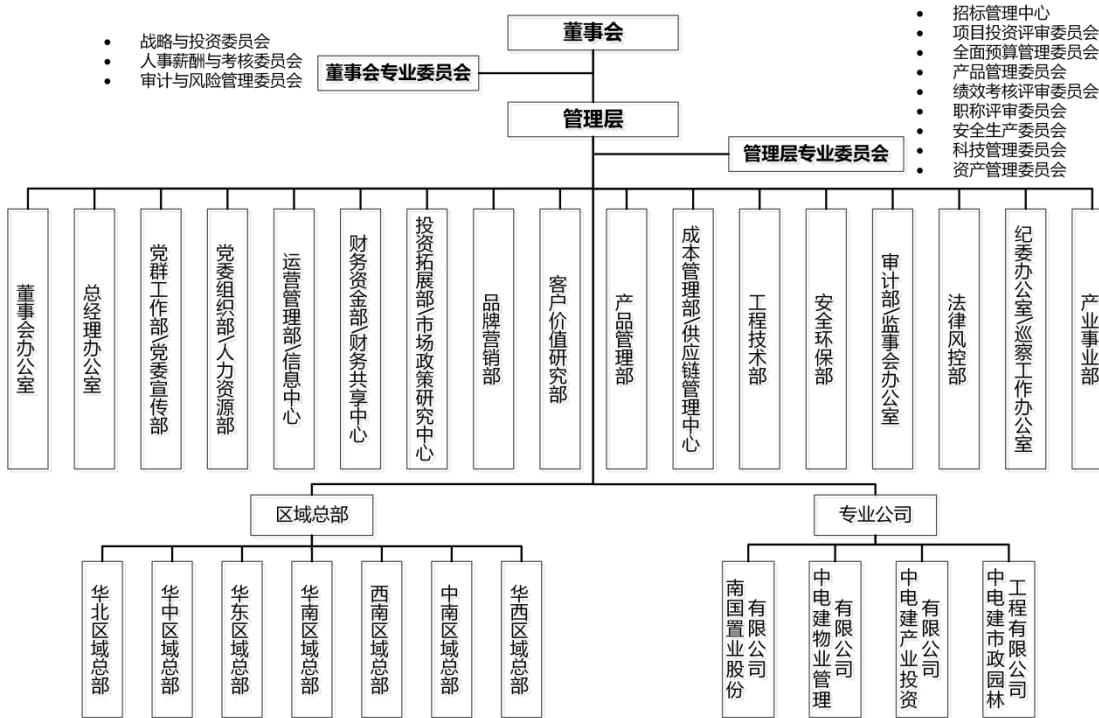 董事会
战略与投资委员会
人事薪酬与考核委员会
审计与风险管理委员会
董事会专业委员会
招标管理中心
项目投资评审委员会
全面预算管理委员会
产品管理委员会
绩效考核评审委员会
职称评审委员会
安全生产委员会
科技管理委员会
资产管理委员会
管理层
管理层专业委员会
董事会办公室
总经理办公室
党群工作部/党委宣传部
党委组织部/人力资源部
运营管理部/信息中心
财务资金部/财务共享中心
投资拓展部/市场政策研究中心
品牌营销部
客户价值研究部
产品管理部
成本管理部/供应链管理中心
工程技术部
安全环保部
审计部/监事会办公室
法律风控部
纪委办公室/巡察工作办公室
产业事业部
区域总部
专业公司
华北区域总部
华中区域总部
华东区域总部
华南区域总部
西南区域总部
中南区域总部
华西区域总部
南国置业股份
有限公司
中电建物业管理
有限公司
中电建产业投资
有限公司
中电建市政园林
工程有限公司